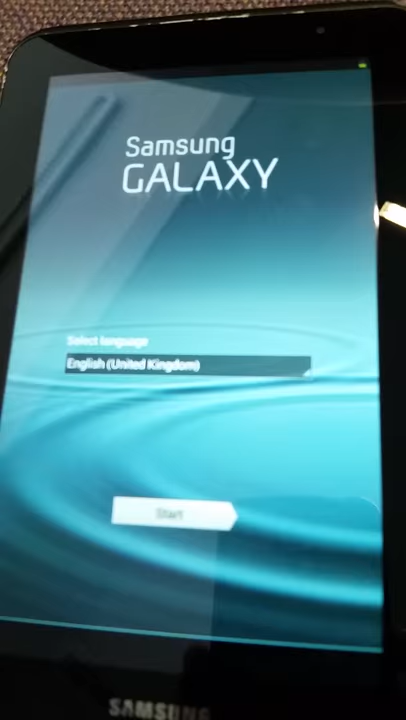 Samsung
GALAXY
Select language
English (United Kingdom)
Start
SAMSUNG